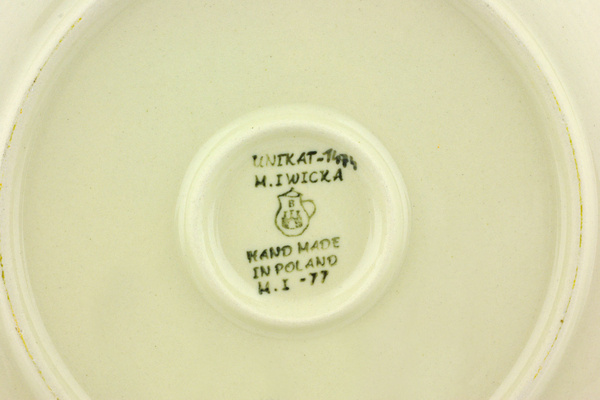 UNIKAT-
M. IWICKA
B
HAND MADE
IN POLAND
M. I -77